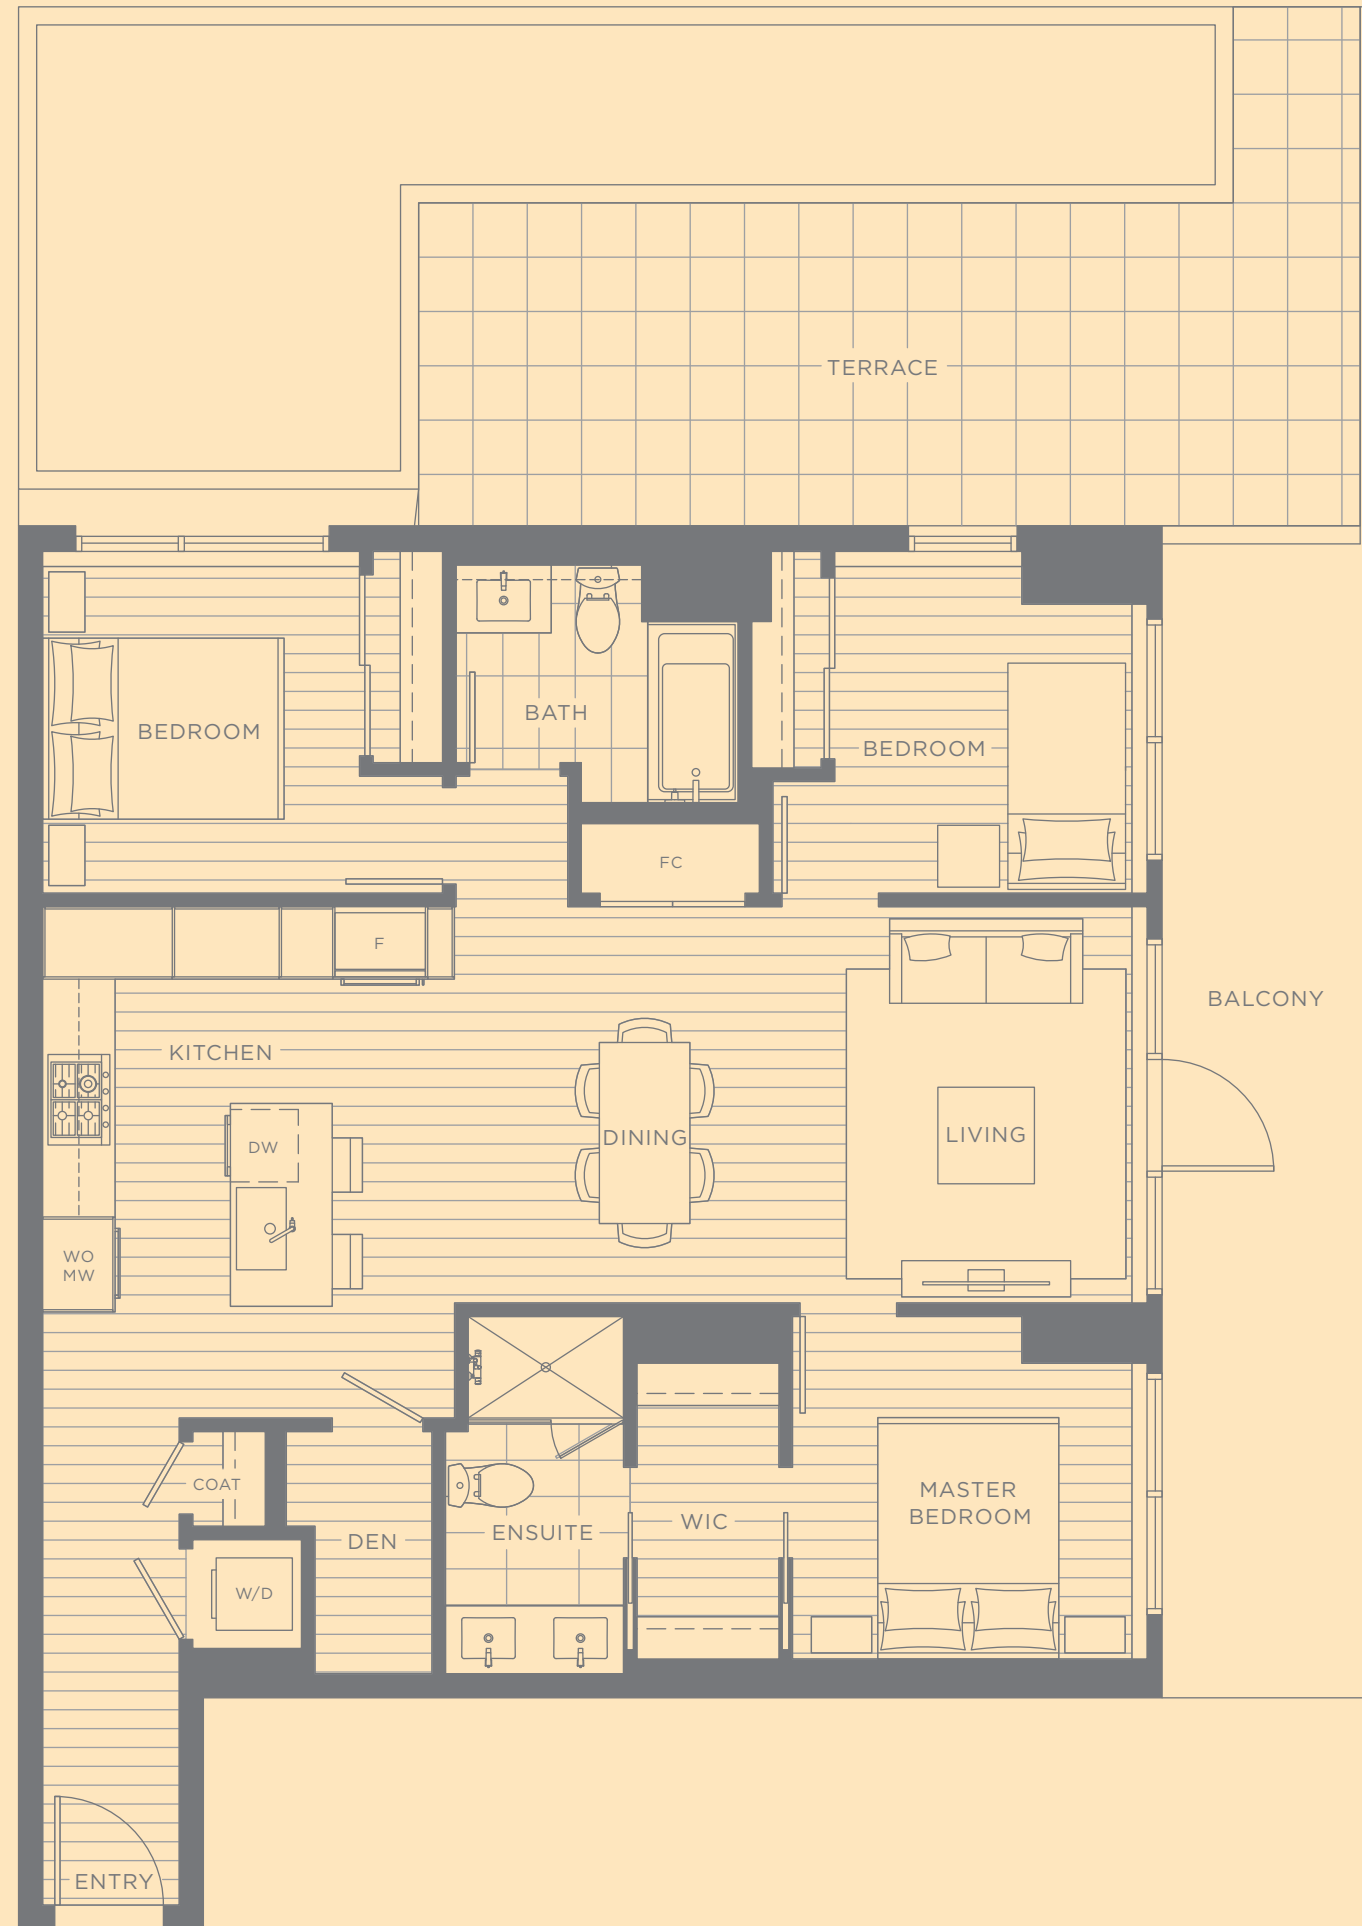 TERRACE
BEDROOM
BATH
BEDROOM
FC
F
BALCONY
KITCHEN
DW
DINING
LIVING
WO
MW
COAT
DEN
ENSUITE
WIC
MASTER
BEDROOM
W/D
ENTRY